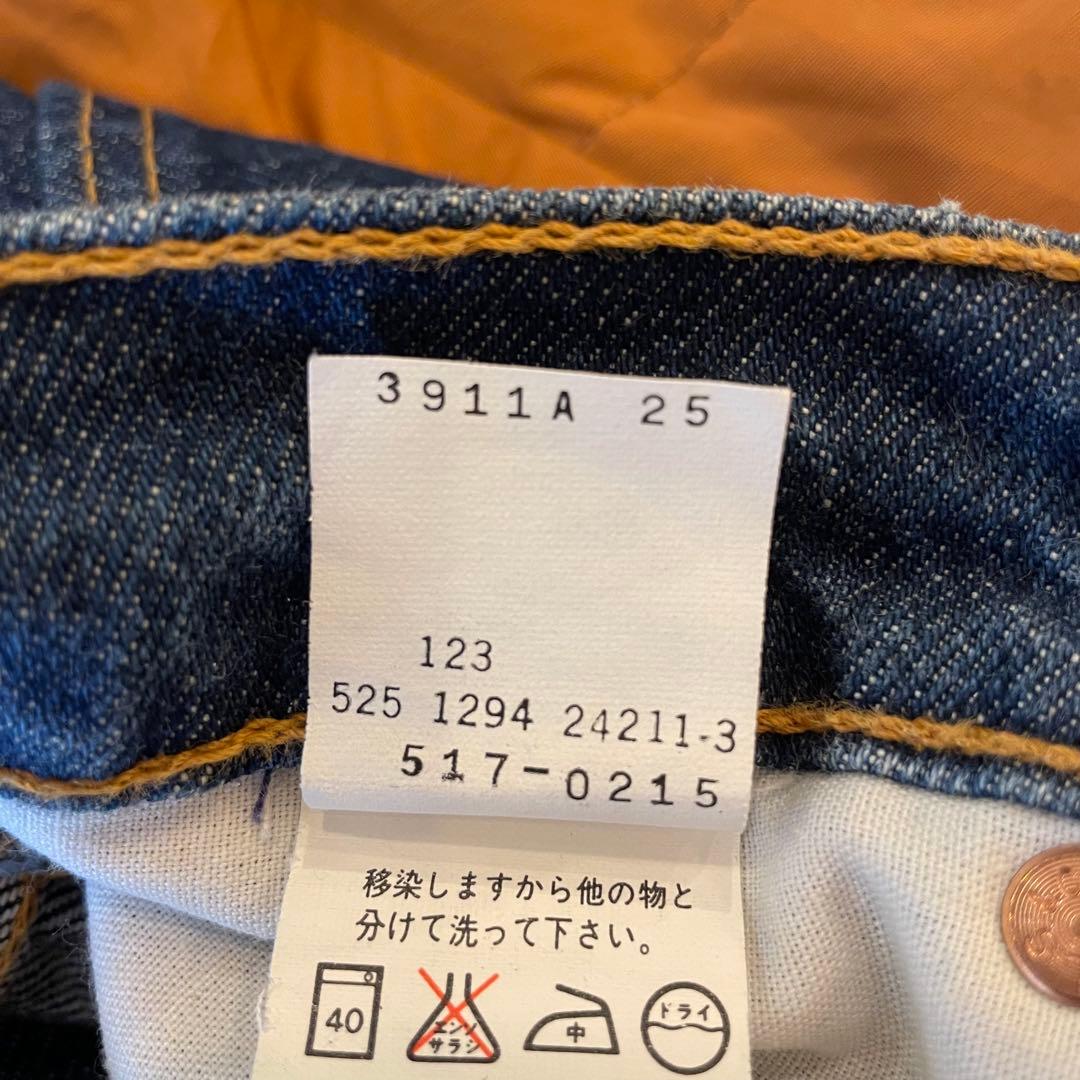 3911A 25
123
525 1294 24211-3
517-0215
移染しますから他の物と
分けて洗って下さい。
40
エンソ
サラシ
中
ドライ